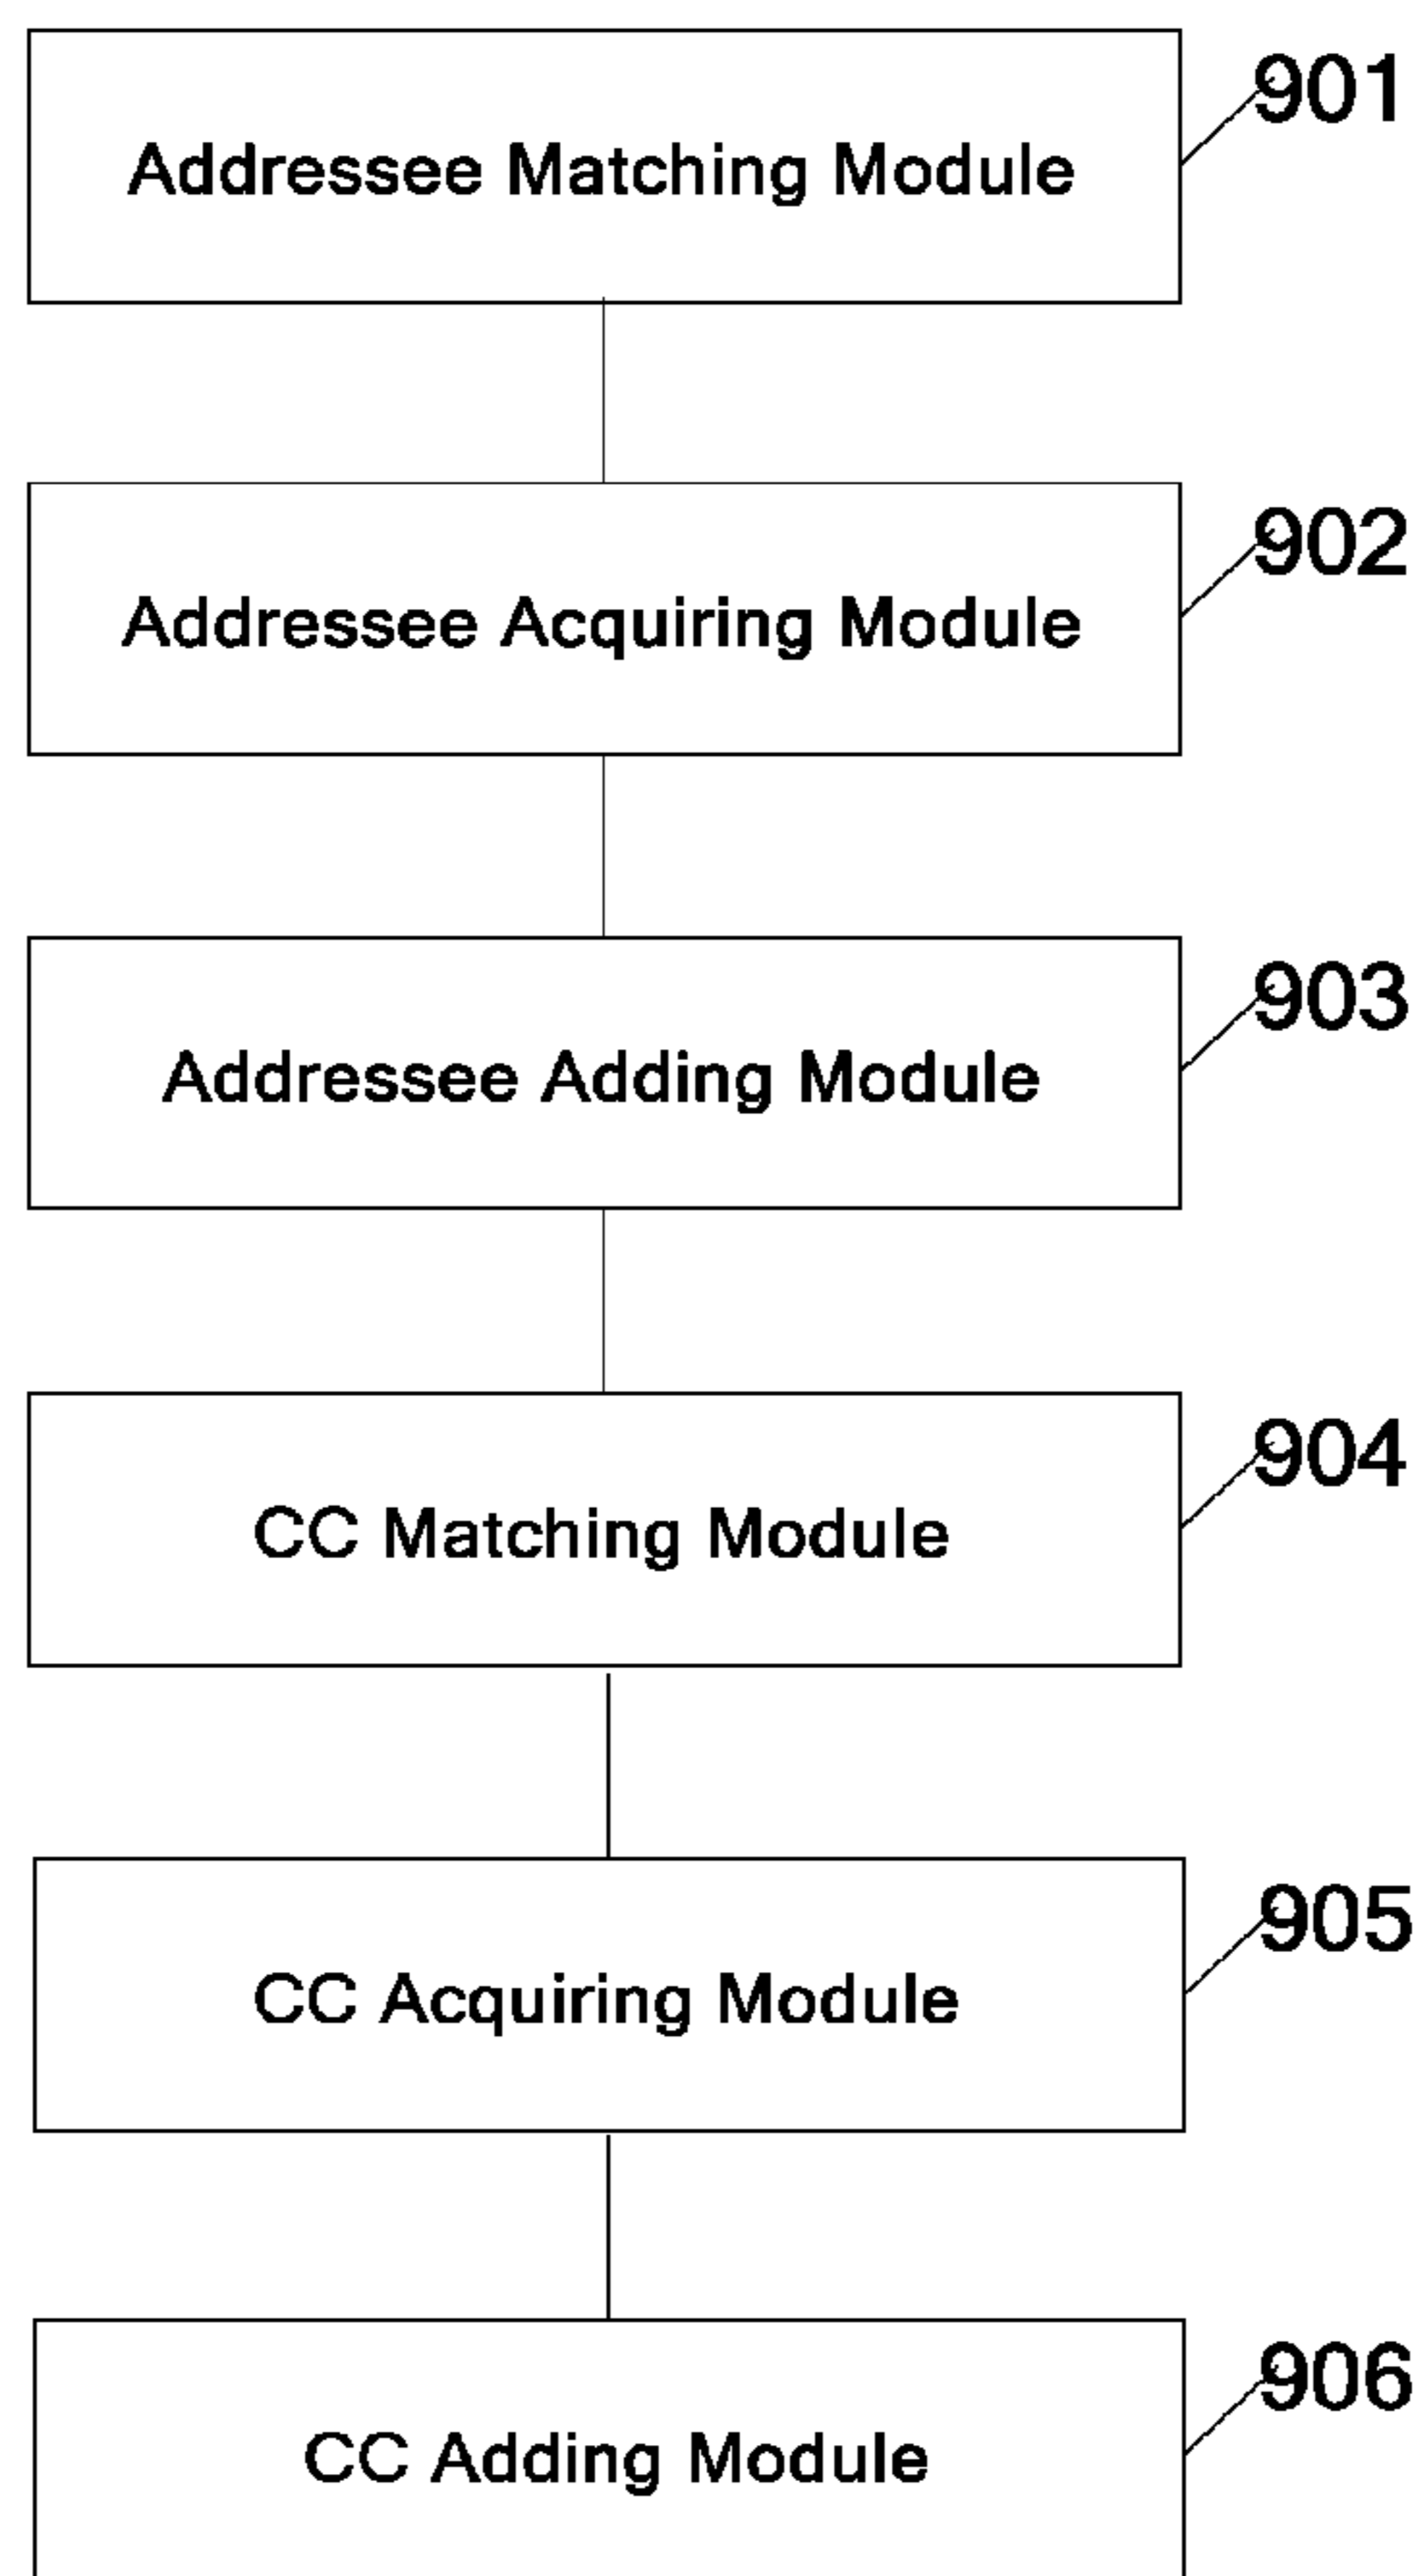 901
Addressee Matching Module
902
Addressee Acquiring Module
903
Addressee Adding Module
904
CC Matching Module
905
CC Acquiring Module
906
CC Adding Module